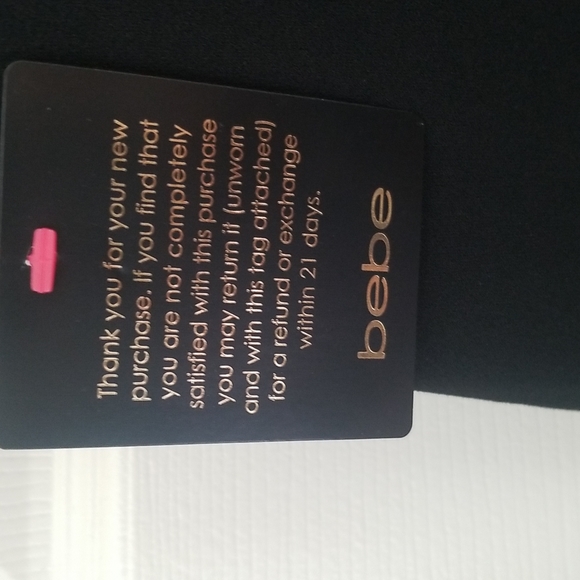 Thank you for your new
purchase. If you find that
you are not completely
satisfied with this purchase
you may return it (unworn
and with this tag attached)
for a refund or exchange
within 21 days.
bebe